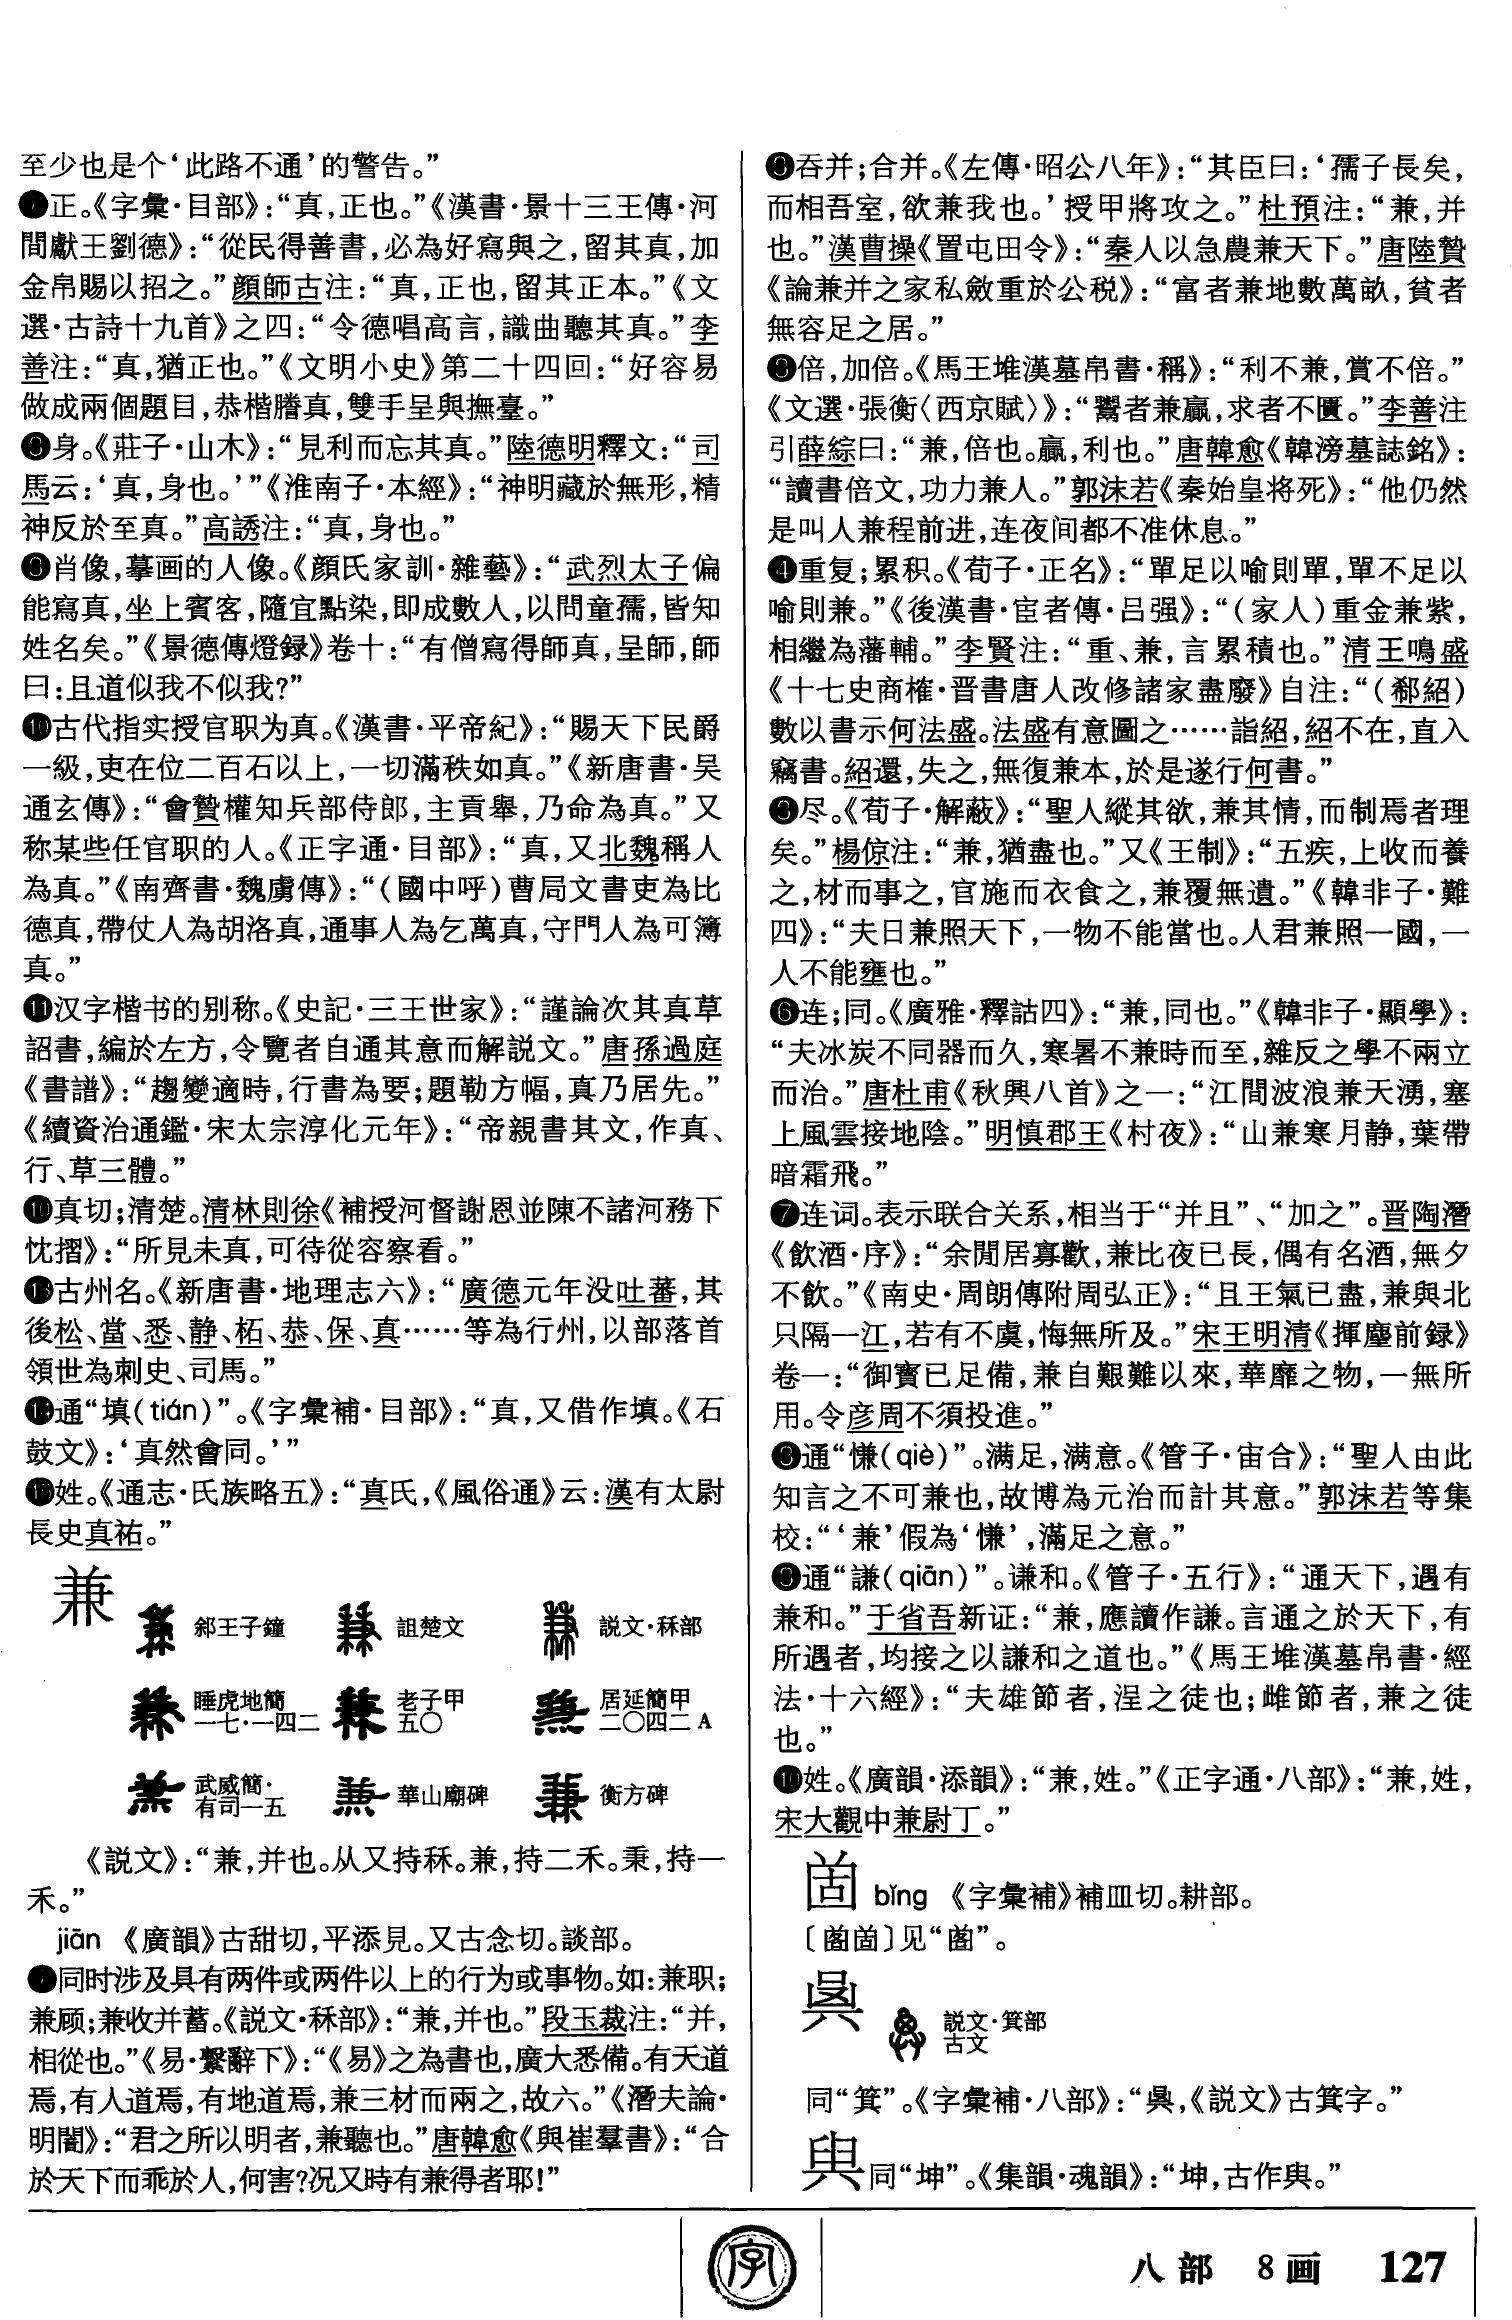 至少也是个‘此路不通’的警告。”
❼正。《字彙·目部》：“真，正也。”《漢書·景十三王傳·河
間獻王劉德》：“從民得善書，必為好寫與之，留其真，加
金帛賜以招之。”顔師古注：“真，正也，留其正本。”《文
選·古詩十九首》之四：“令德唱高言，識曲聽其真。”李
善注：“真，猶正也。”《文明小史》第二十四回：“好容易
做成兩個題目，恭楷謄真，雙手呈與撫臺。”
❽身。《莊子·山木》：“見利而忘其真。”陸德明釋文：“司
馬云：‘真，身也。’”《淮南子·本經》：“神明藏於無形，精
神反於至真。”高誘注：“真，身也。”
❾肖像，摹画的人像。《顔氏家訓·雜藝》：“武烈太子偏
能寫真，坐上賓客，隨宜點染，即成數人，以問童孺，皆知
姓名矣。”《景德傳燈録》卷十：“有僧寫得師真，呈師，師
曰：且道似我不似我？”
❿古代指实授官职为真。《漢書·平帝紀》：“賜天下民爵
一級，吏在位二百石以上，一切滿秩如真。”《新唐書·吴
通玄傳》：“會贄權知兵部侍郎，主貢舉，乃命為真。”又
称某些任官职的人。《正字通·目部》：“真，又北魏稱人
為真。”《南齊書·魏虜傳》：“（國中呼）曹局文書吏為比
德真，帶仗人為胡洛真，通事人為乞萬真，守門人為可簿
真。”
⓫汉字楷书的别称。《史記·三王世家》：“謹論次其真草
詔書，編於左方，令覽者自通其意而解説文。”唐孫過庭
《書譜》：“趨變適時，行書為要；題勒方幅，真乃居先。”
《續資治通鑑·宋太宗淳化元年》：“帝親書其文，作真、
行、草三體。”
⓬真切；清楚。清林則徐《補授河督謝恩並陳不諸河務下
忱摺》：“所見未真，可待從容察看。”
⓭古州名。《新唐書·地理志六》：“廣德元年没吐蕃，其
後松、當、悉、静、柘、恭、保、真……等為行州，以部落首
領世為刺史、司馬。”
⓮通“填（tián）”。《字彙補·目部》：“真，又借作填。《石
鼓文》：‘真然會同。’”
⓯姓。《通志·氏族略五》：“真氏，《風俗通》云：漢有太尉
長史真祐。”
兼
䣄王子鐘 詛楚文 説文·秝部
睡虎地簡一七·一四二 老子甲五〇 居延簡甲二〇四二A
武威簡·有司一五 華山廟碑 衡方碑
《説文》：“兼，并也。从又持秝。兼，持二禾。秉，持一
禾。”
jiān 《廣韻》古甜切，平添見。又古念切。談部。
❶同时涉及具有两件或两件以上的行为或事物。如：兼职；
兼顾；兼收并蓄。《説文·秝部》：“兼，并也。”段玉裁注：“并，
相從也。”《易·繫辭下》：“《易》之為書也，廣大悉備。有天道
焉，有人道焉，有地道焉，兼三材而兩之，故六。”《潛夫論·
明闇》：“君之所以明者，兼聽也。”唐韓愈《與崔羣書》：“合
於天下而乖於人，何害？况又時有兼得者耶！”
❷吞并；合并。《左傳·昭公八年》：“其臣曰：‘孺子長矣，
而相吾室，欲兼我也。’授甲將攻之。”杜預注：“兼，并
也。”漢曹操《置屯田令》：“秦人以急農兼天下。”唐陸贄
《論兼并之家私斂重於公税》：“富者兼地數萬畝，貧者
無容足之居。”
❸倍，加倍。《馬王堆漢墓帛書·稱》：“利不兼，賞不倍。”
《文選·張衡〈西京賦〉》：“鬻者兼贏，求者不匱。”李善注
引薛綜曰：“兼，倍也。贏，利也。”唐韓愈《韓滂墓誌銘》：
“讀書倍文，功力兼人。”郭沫若《秦始皇将死》：“他仍然
是叫人兼程前进，连夜间都不准休息。”
❹重复；累积。《荀子·正名》：“單足以喻則單，單不足以
喻則兼。”《後漢書·宦者傳·吕强》：“（家人）重金兼紫，
相繼為藩輔。”李賢注：“重、兼，言累積也。”清王鳴盛
《十七史商榷·晋書唐人改修諸家盡廢》自注：“（郗紹）
數以書示何法盛。法盛有意圖之……詣紹，紹不在，直入
竊書。紹還，失之，無復兼本，於是遂行何書。”
❺尽。《荀子·解蔽》：“聖人縱其欲，兼其情，而制焉者理
矣。”楊倞注：“兼，猶盡也。”又《王制》：“五疾，上收而養
之，材而事之，官施而衣食之，兼覆無遺。”《韓非子·難
四》：“夫日兼照天下，一物不能當也。人君兼照一國，一
人不能壅也。”
❻连；同。《廣雅·釋詁四》：“兼，同也。”《韓非子·顯學》：
“夫冰炭不同器而久，寒暑不兼時而至，雜反之學不兩立
而治。”唐杜甫《秋興八首》之一：“江間波浪兼天湧，塞
上風雲接地陰。”明慎郡王《村夜》：“山兼寒月静，葉帶
暗霜飛。”
❼连词。表示联合关系，相当于“并且”、“加之”。晋陶潛
《飲酒·序》：“余閒居寡歡，兼比夜已長，偶有名酒，無夕
不飲。”《南史·周朗傳附周弘正》：“且王氣已盡，兼與北
只隔一江，若有不虞，悔無所及。”宋王明清《揮麈前録》
卷一：“御寶已足備，兼自艱難以來，華靡之物，一無所
用。令彦周不須投進。”
❽通“慊（qiè）”。满足，满意。《管子·宙合》：“聖人由此
知言之不可兼也，故博為元治而計其意。”郭沫若等集
校：“‘兼’假為‘慊’，滿足之意。”
❾通“謙（qiān）”。谦和。《管子·五行》：“通天下，遇有
兼和。”于省吾新证：“兼，應讀作謙。言通之於天下，有
所遇者，均接之以謙和之道也。”《馬王堆漢墓帛書·經
法·十六經》：“夫雄節者，浧之徒也；雌節者，兼之徒
也。”
❿姓。《廣韻·添韻》：“兼，姓。”《正字通·八部》：“兼，姓，
宋大觀中兼尉丁。”
bǐng 《字彙補》補皿切。耕部。
説文·箕部古文
同“箕”。《字彙補·八部》：“㠱，《説文》古箕字。”
同“坤”。《集韻·魂韻》：“坤，古作㒷。”
字
八部 8画 127